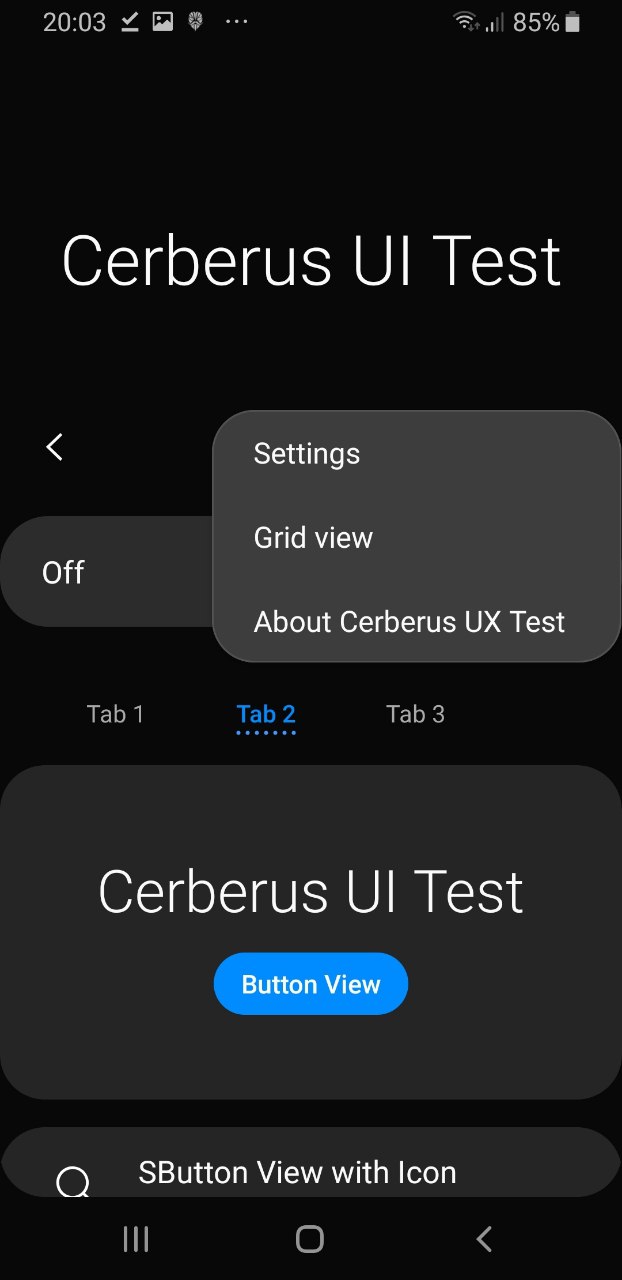 20:03 85%
Cerberus UI Test
Settings
Grid view
Off
About Cerberus UX Test
Tab 1 Tab 2 Tab 3
Cerberus UI Test
Button View
SButton View with Icon